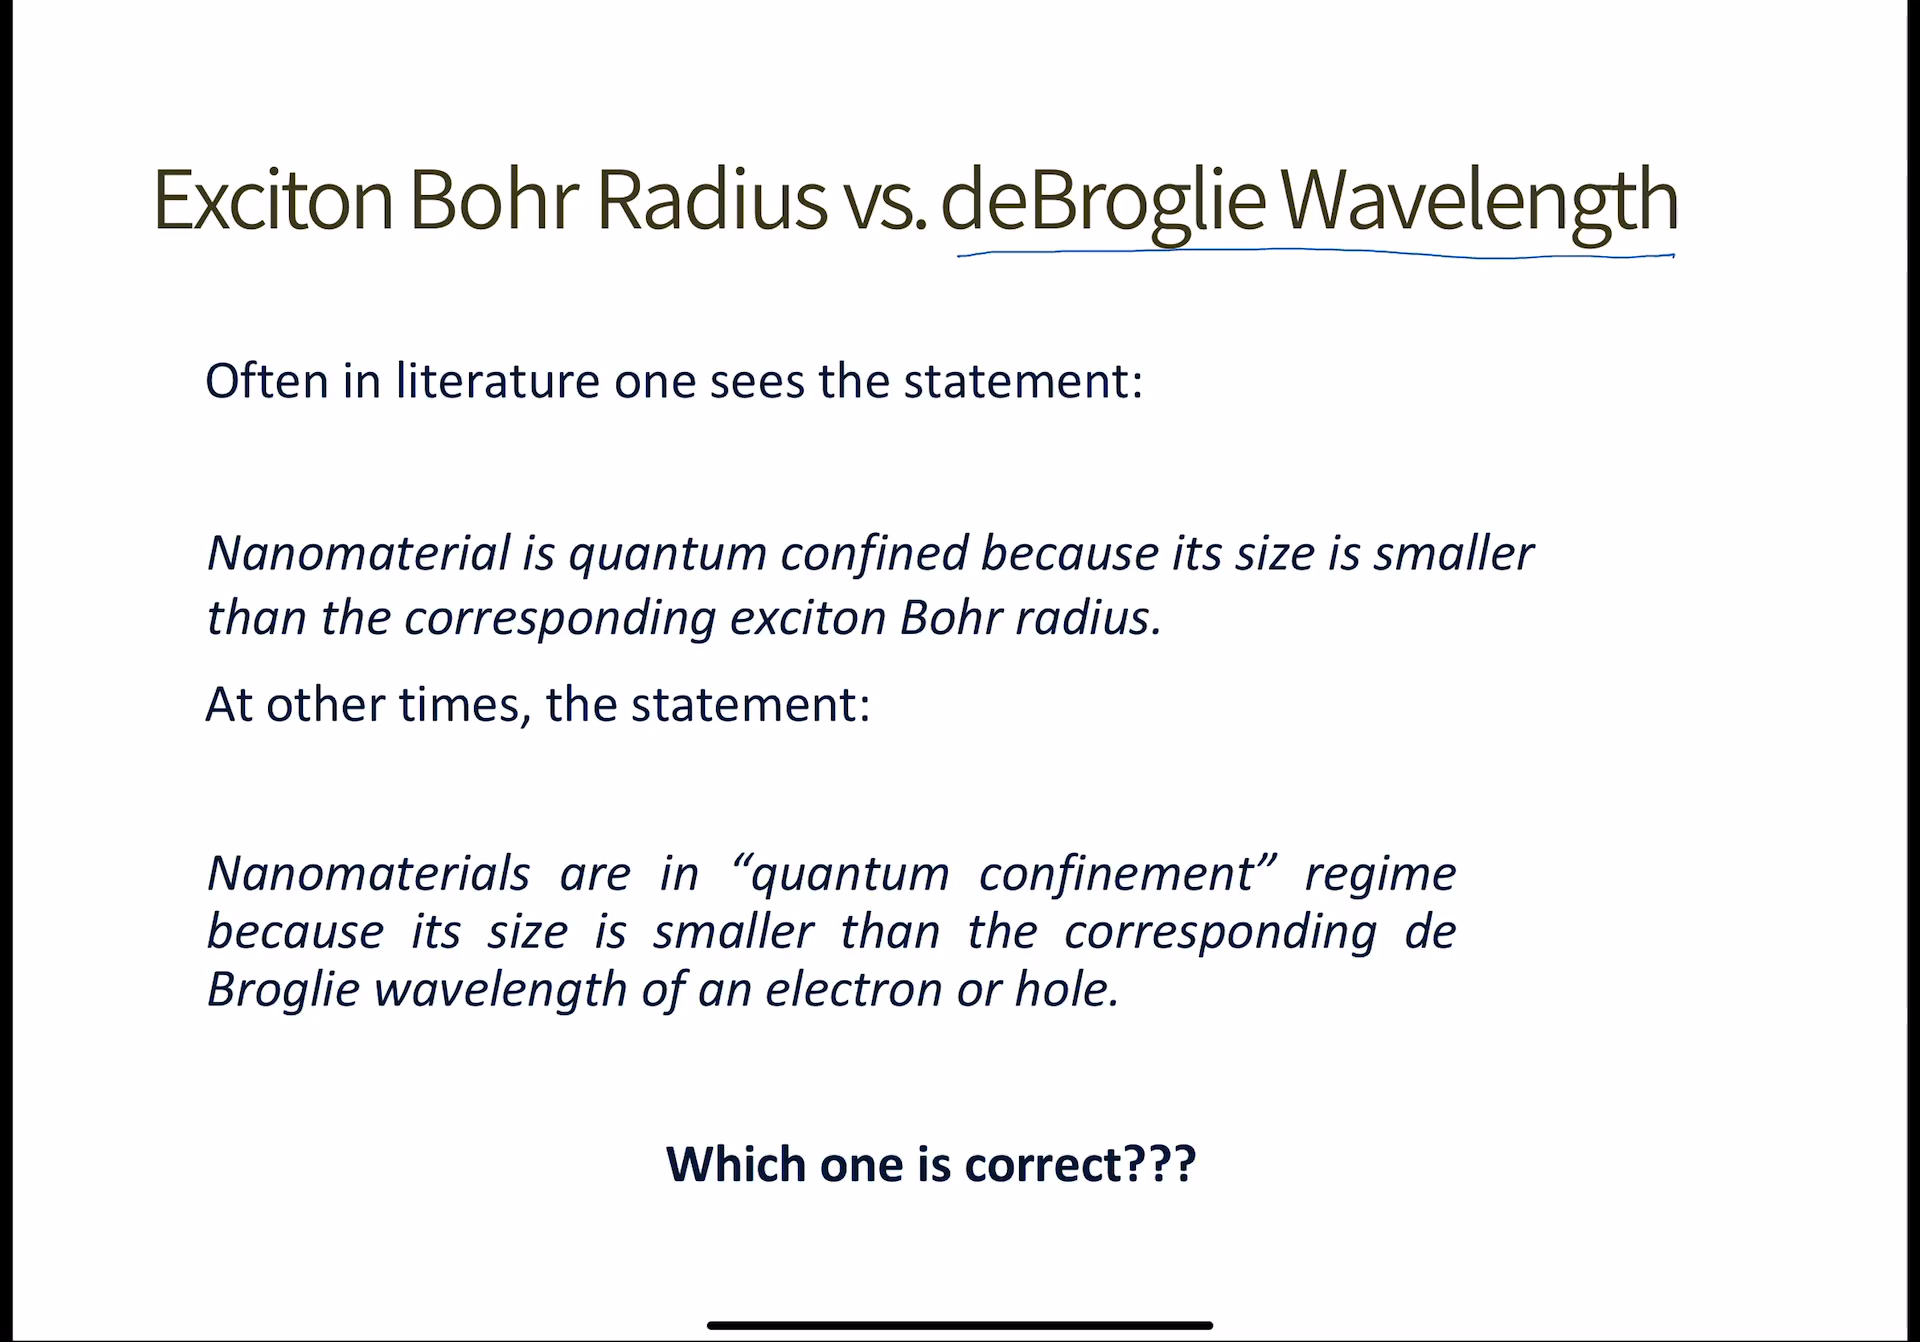 Exciton Bohr Radius vs. deBroglie Wavelength
Often in literature one sees the statement:
Nanomaterial is quantum confined because its size is smaller
than the corresponding exciton Bohr radius.
At other times, the statement:
Nanomaterials are in “quantum confinement” regime
because its size is smaller than the corresponding de
Broglie wavelength of an electron or hole.
Which one is correct???